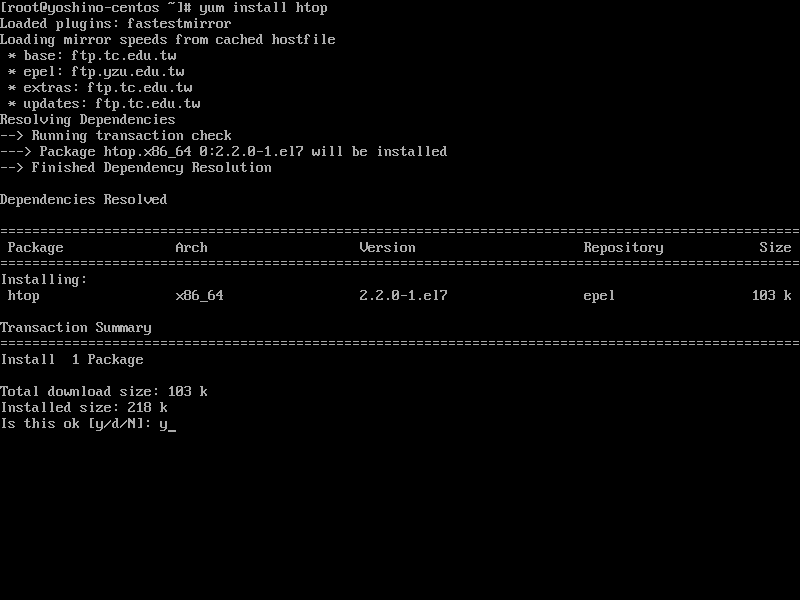 [root@yoshino-centos ~]# yum install htop
Loaded plugins: fastestmirror
Loading mirror speeds from cached hostfile
 * base: ftp.tc.edu.tw
 * epel: ftp.yzu.edu.tw
 * extras: ftp.tc.edu.tw
 * updates: ftp.tc.edu.tw
Resolving Dependencies
--> Running transaction check
---> Package htop.x86_64 0:2.2.0-1.el7 will be installed
--> Finished Dependency Resolution

Dependencies Resolved

====================================================================================================
 Package              Arch                   Version                     Repository            Size
====================================================================================================
Installing:
 htop                 x86_64                 2.2.0-1.el7                 epel                 103 k

Transaction Summary
====================================================================================================
Install  1 Package

Total download size: 103 k
Installed size: 218 k
Is this ok [y/d/N]: y_